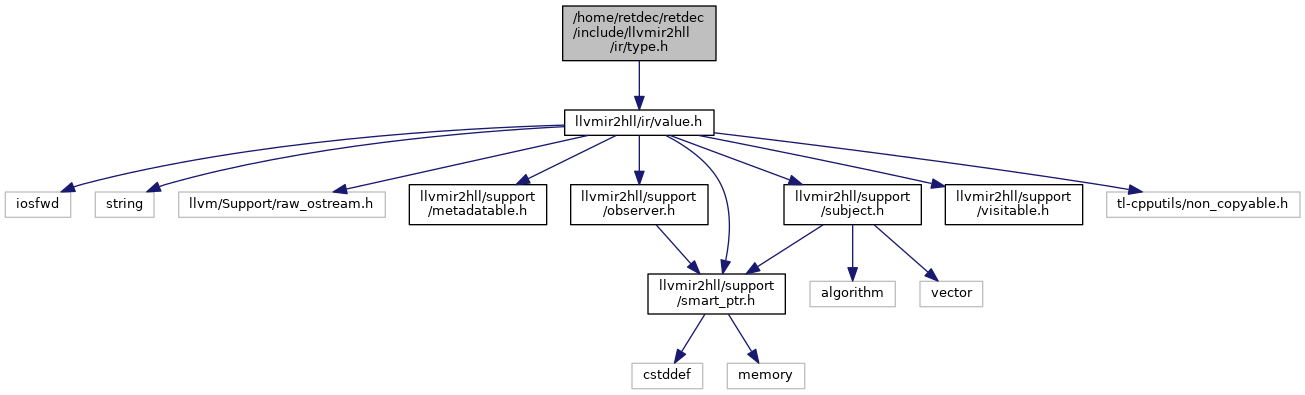 /home/retdec/retdec
/include/llvmir2hll
/ir/type.h
llvmir2hll/ir/value.h
iosfwd
string
llvm/Support/raw_ostream.h
llvmir2hll/support
/metadatable.h
llvmir2hll/support
/observer.h
llvmir2hll/support
/subject.h
llvmir2hll/support
/visitable.h
tl-cpputils/non_copyable.h
llvmir2hll/support
/smart_ptr.h
algorithm
vector
cstddef
memory